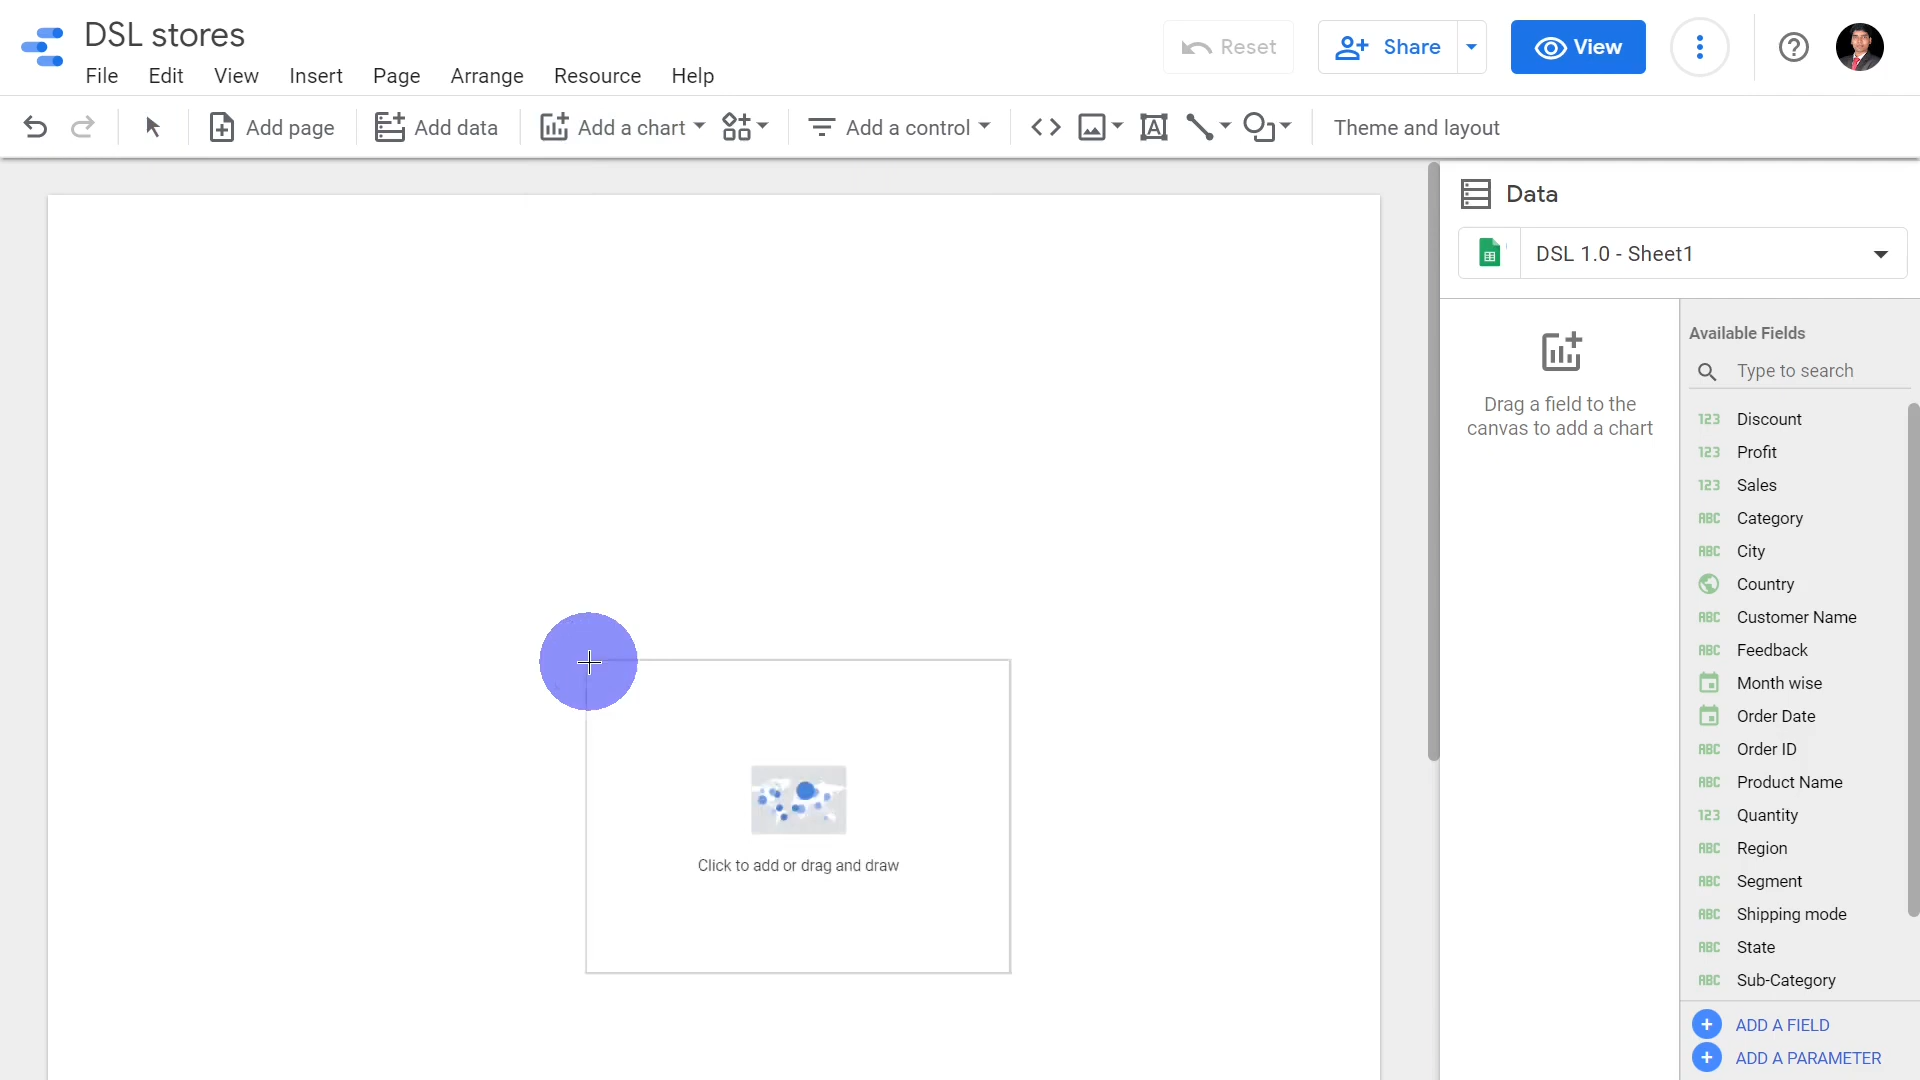 DSL stores
File Edit View Insert Page Arrange Resource Help
Reset
Share
View
Add page
Add data
Add a chart
Add a control
Theme and layout
Data
DSL 1.0 - Sheet1
Drag a field to the
canvas to add a chart
Available Fields
Type to search
123 Discount
123 Profit
123 Sales
ABC Category
ABC City
Country
ABC Customer Name
ABC Feedback
Month wise
Order Date
ABC Order ID
ABC Product Name
123 Quantity
ABC Region
ABC Segment
ABC Shipping mode
ABC State
ABC Sub-Category
ADD A FIELD
ADD A PARAMETER
Click to add or drag and draw